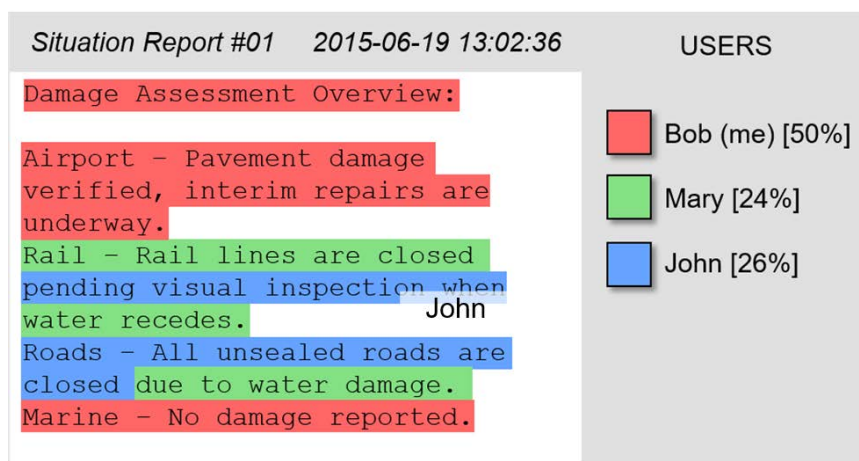 Situation Report #01 2015-06-19 13:02:36
USERS
Damage Assessment Overview:
Airport – Pavement damage
verified, interim repairs are
underway.
Rail – Rail lines are closed
pending visual inspection when
John
water recedes.
Roads – All unsealed roads are
closed due to water damage.
Marine – No damage reported.
Bob (me) [50%]
Mary [24%]
John [26%]